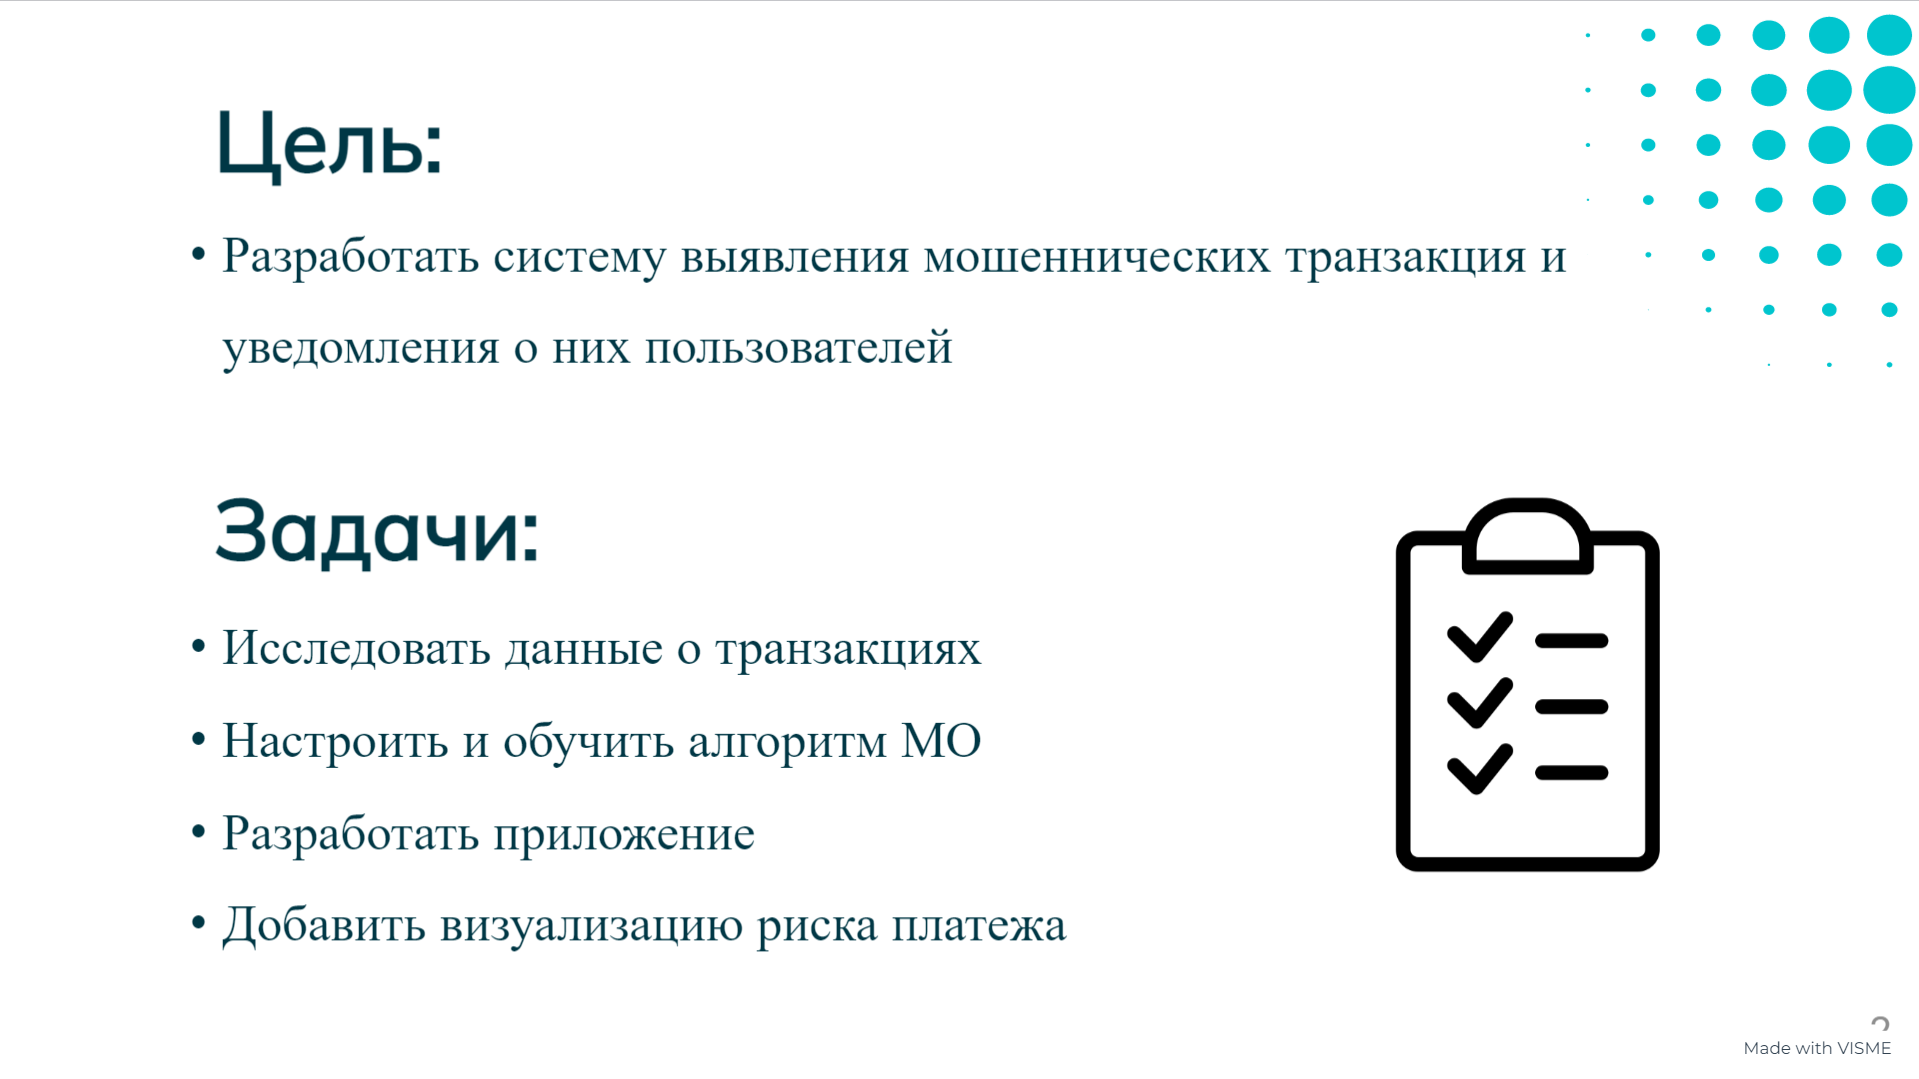 Цель:
• Разработать систему выявления мошеннических транзакция и
уведомления о них пользователей
Задачи:
• Исследовать данные о транзакциях
• Настроить и обучить алгоритм МО
• Разработать приложение
• Добавить визуализацию риска платежа
Made with VISME